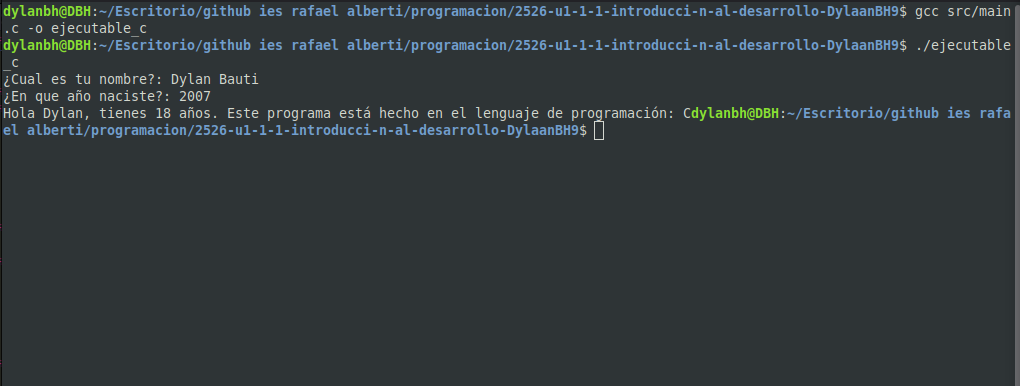 dylanbh@DBH:~/Escritorio/github ies rafael alberti/programacion/2526-u1-1-1-introducci-n-al-desarrollo-DylaanBH9$ gcc src/main
.c -o ejecutable_c
dylanbh@DBH:~/Escritorio/github ies rafael alberti/programacion/2526-u1-1-1-introducci-n-al-desarrollo-DylaanBH9$ ./ejecutable
_c
¿Cual es tu nombre?: Dylan Bauti
¿En que año naciste?: 2007
Hola Dylan, tienes 18 años. Este programa está hecho en el lenguaje de programación: Cdylanbh@DBH:~/Escritorio/github ies rafa
el alberti/programacion/2526-u1-1-1-introducci-n-al-desarrollo-DylaanBH9$